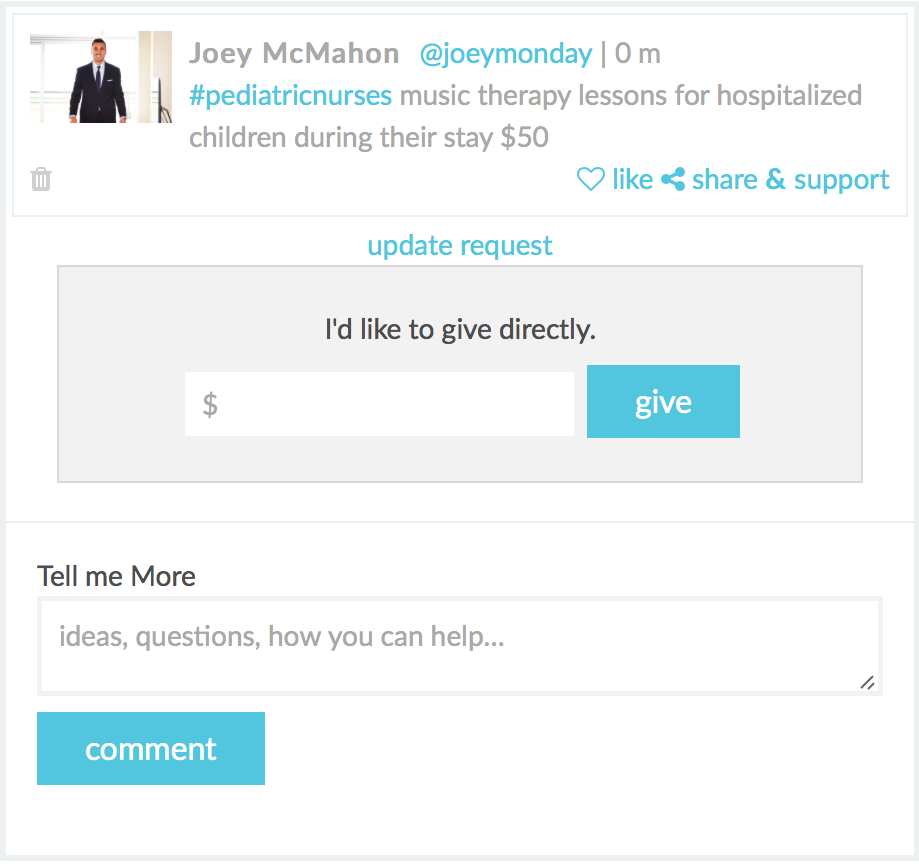 Joey McMahon @joeymonday | 0 m
#pediatricnurses music therapy lessons for hospitalized
children during their stay $50
like share & support
update request
I'd like to give directly.
$ give
Tell me More
ideas, questions, how you can help...
comment